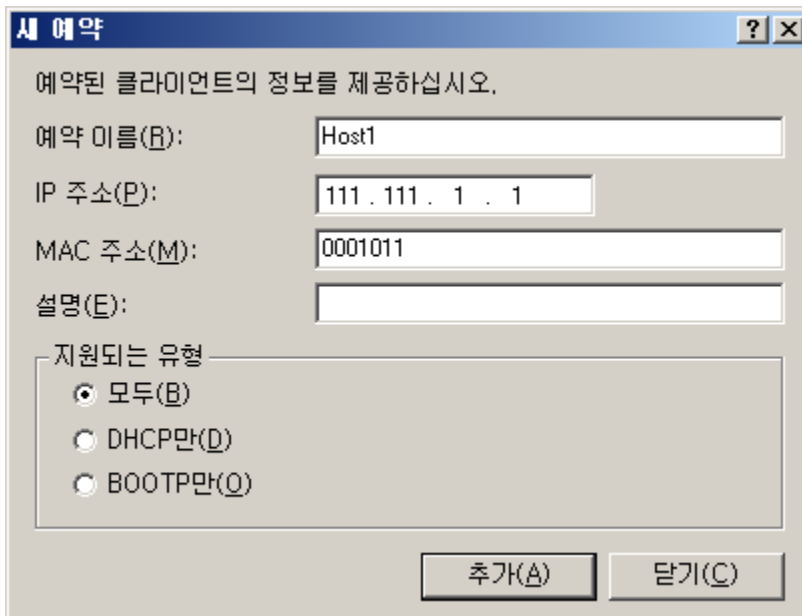 새 예약
예약된 클라이언트의 정보를 제공하십시오.
예약 이름(R): Host1
IP 주소(P): 111 . 111 . 1 . 1
MAC 주소(M): 0001011
설명(E):
지원되는 유형
모두(B)
DHCP만(D)
BOOTP만(O)
추가(A) 닫기(C)